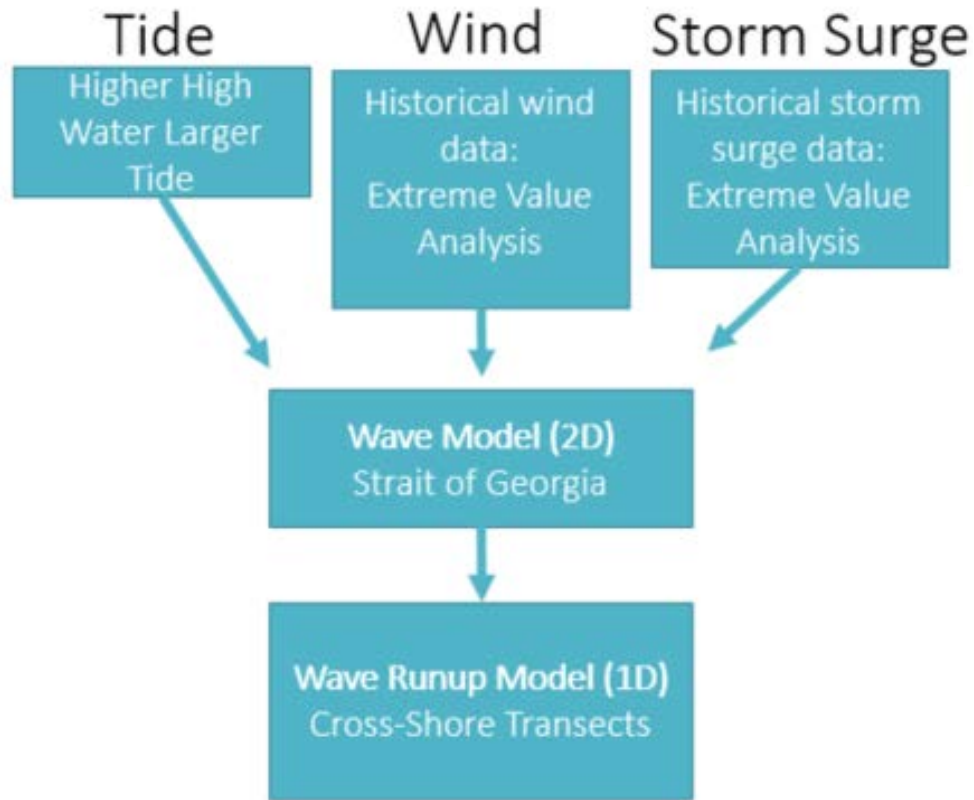 Tide
Wind
Storm Surge
Higher High
Water Larger
Tide
Historical wind
data:
Extreme Value
Analysis
Historical storm
surge data:
Extreme Value
Analysis
Wave Model (2D)
Strait of Georgia
Wave Runup Model (1D)
Cross-Shore Transects